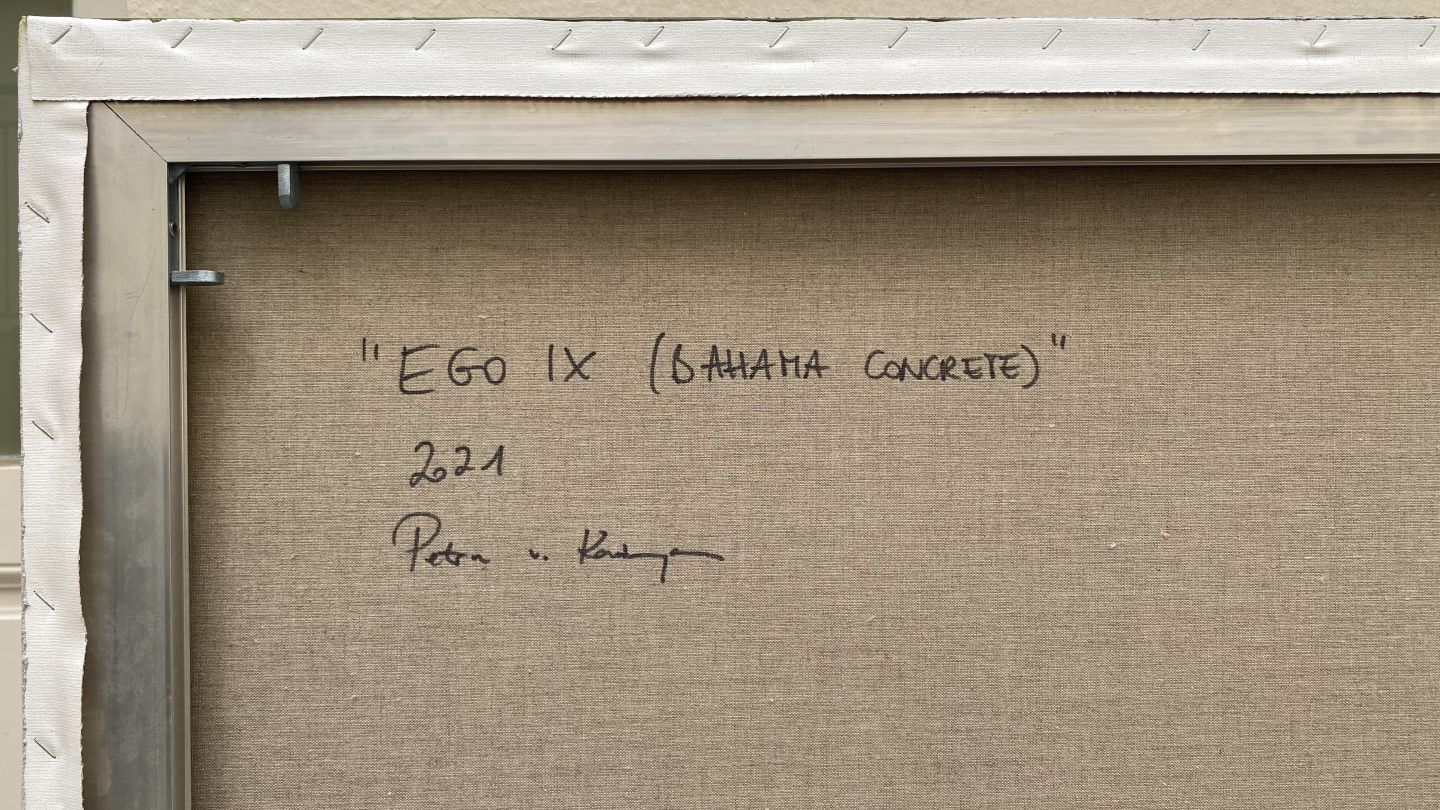 "EGO IX (BAHAMA CONCRETE)"
2021
Petra v.